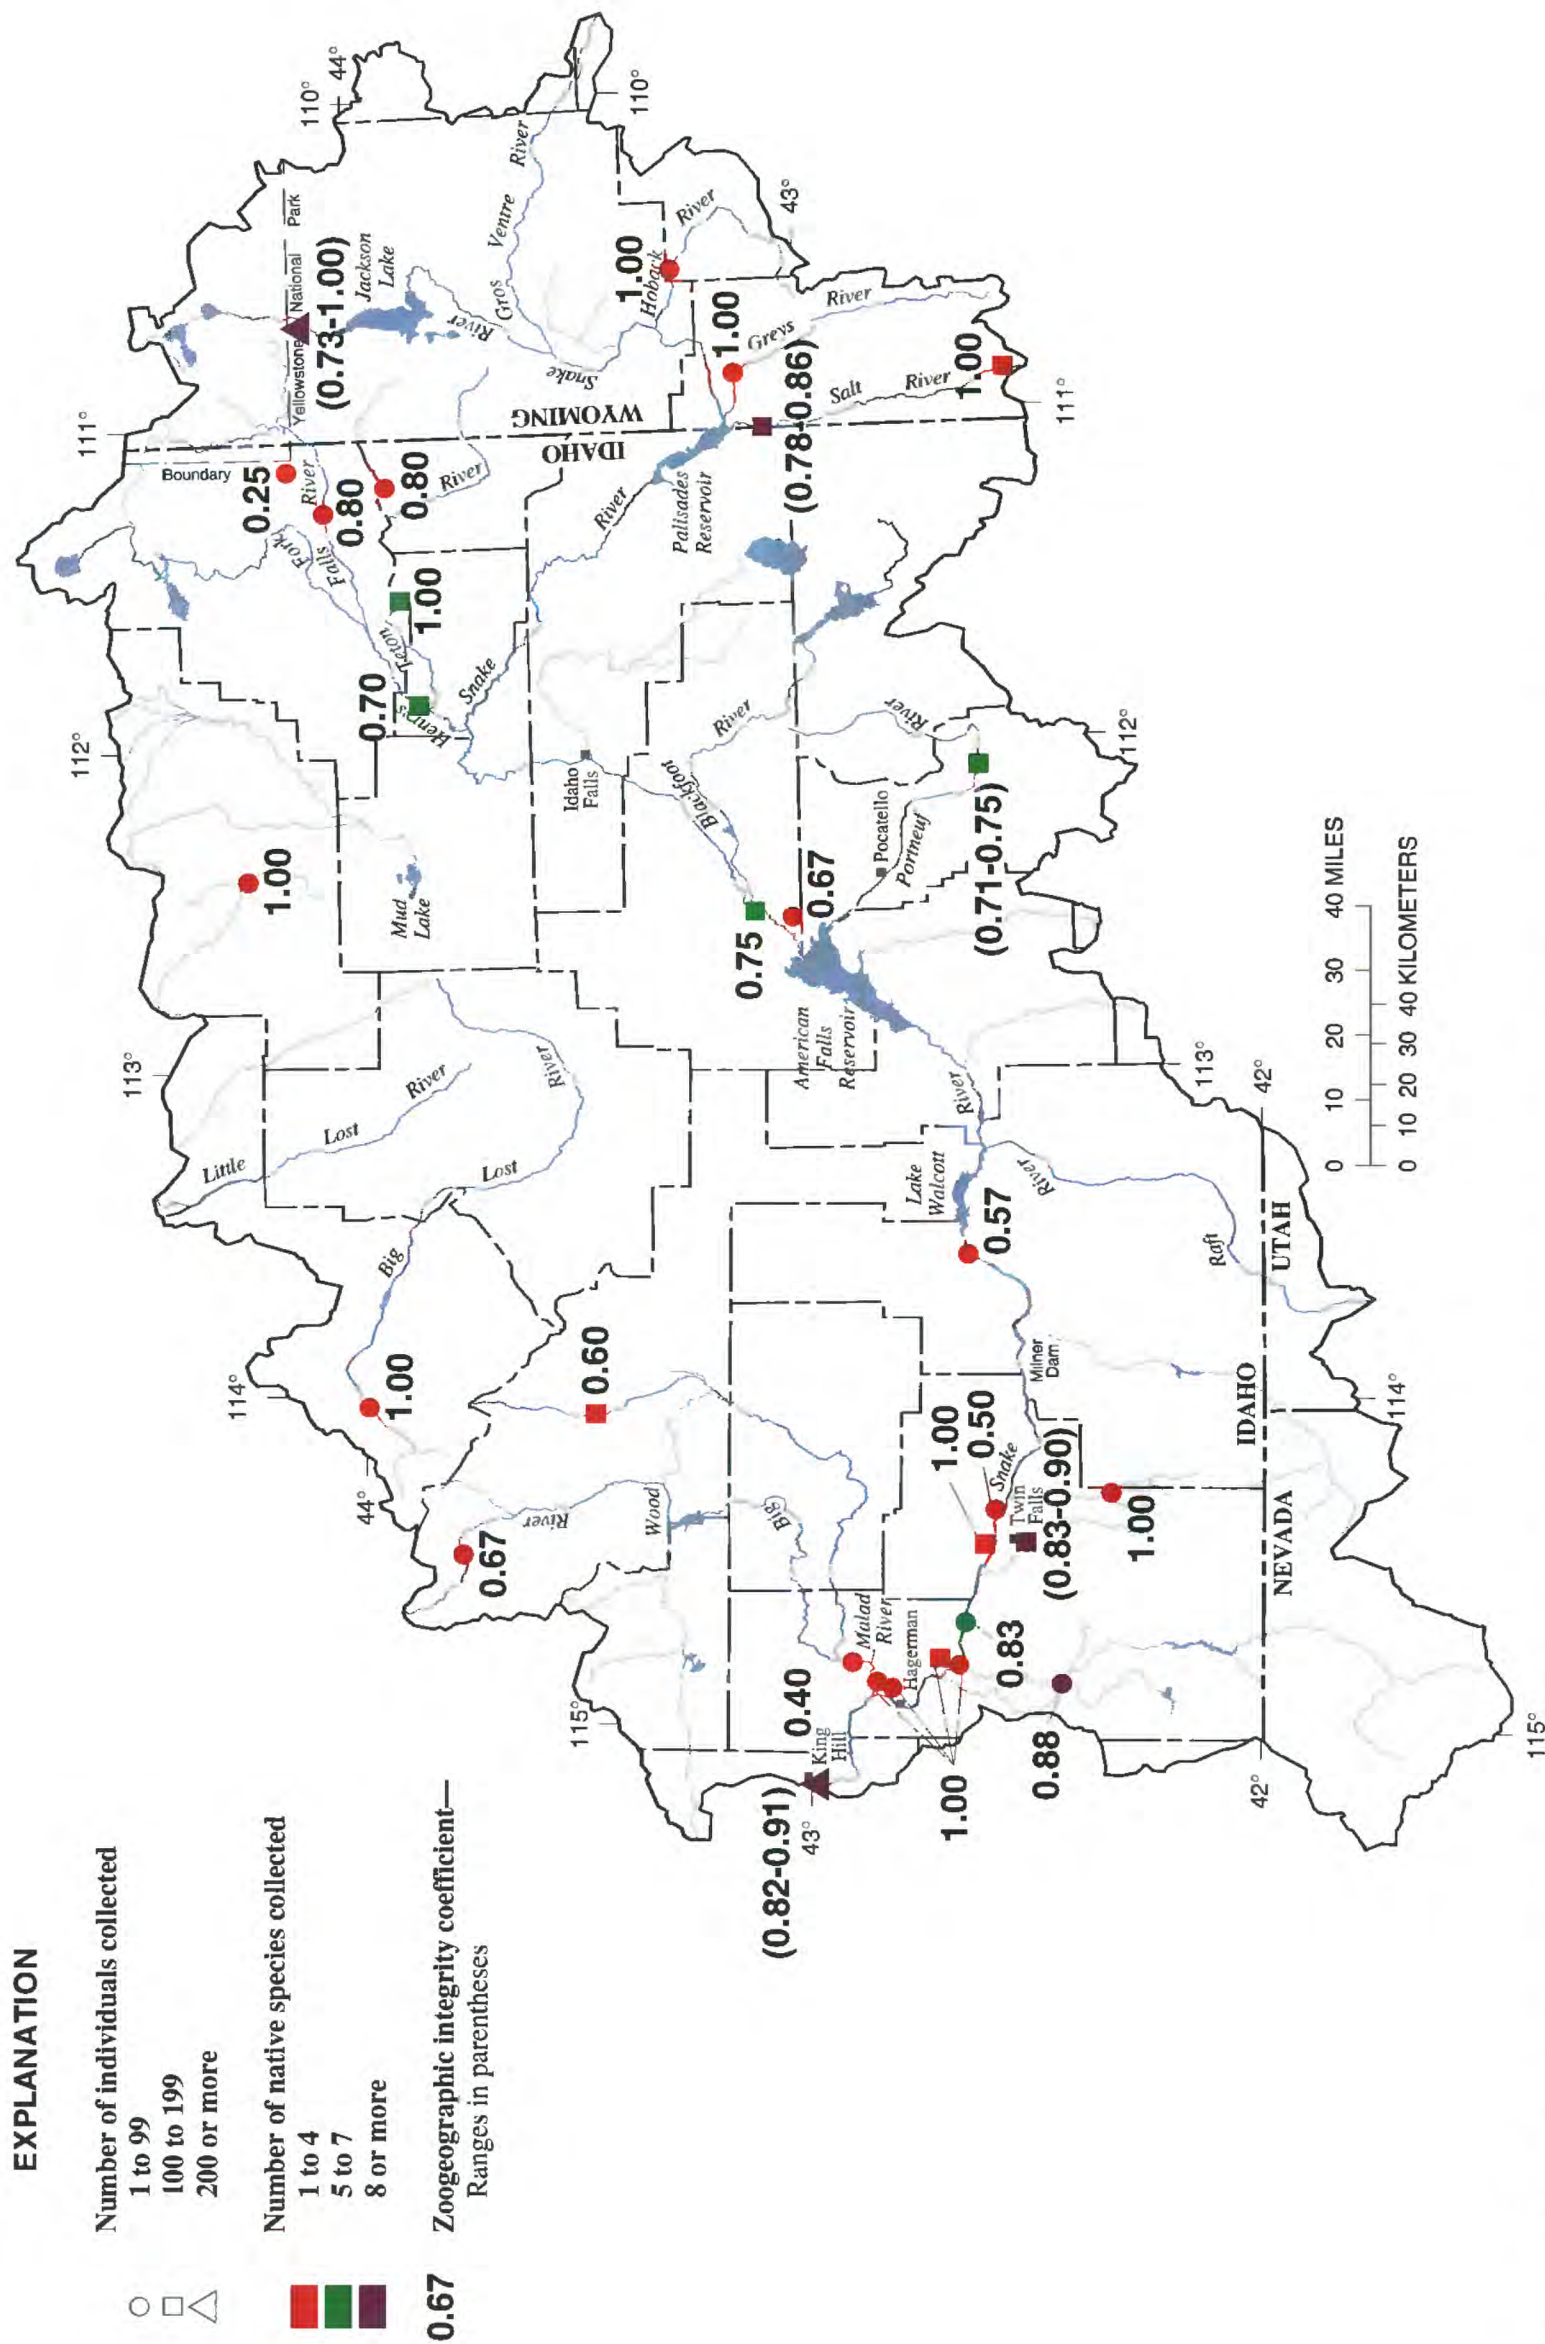 EXPLANATION
Number of individuals collected
1 to 99
100 to 199
200 or more
Number of native species collected
1 to 4
5 to 7
8 or more
0.67 Zoogeographic integrity coefficient—
Ranges in parentheses
115°
114°
44°
113°
112°
111°
110°
44°
110°
43°
111°
112°
113°
42°
114°
115°
42°
43°
Boundary
Yellowstone National Park
(0.73-1.00)
Jackson
Lake
0.25
River
0.80
Fork
Falls
0.80
River
1.00
Teton
0.70
Henrys
Snake
River
WYOMING
IDAHO
Snake
River
Gros Ventre River
1.00
Hoboback River
1.00
Greys River
(0.78-0.86)
Salt River
1.00
Palisades
Reservoir
1.00
Mud
Lake
Idaho
Falls
River
Blackfoot
0.75
0.67
Pocatello
Portneuf
River
(0.71-0.75)
American
Falls
Reservoir
River
Little Lost River
Big Lost River
1.00
0.60
0.67
River
Wood
Big
Lake
Walcott
0.57
River
Raft
UTAH
IDAHO
NEVADA
Milner
Dam
1.00
0.50
Snake
Twin
Falls
(0.83-0.90)
1.00
Malad
River
Hagerman
0.40
King
Hill
(0.82-0.91)
1.00
0.83
0.88
0 10 20 30 40 MILES
0 10 20 30 40 KILOMETERS